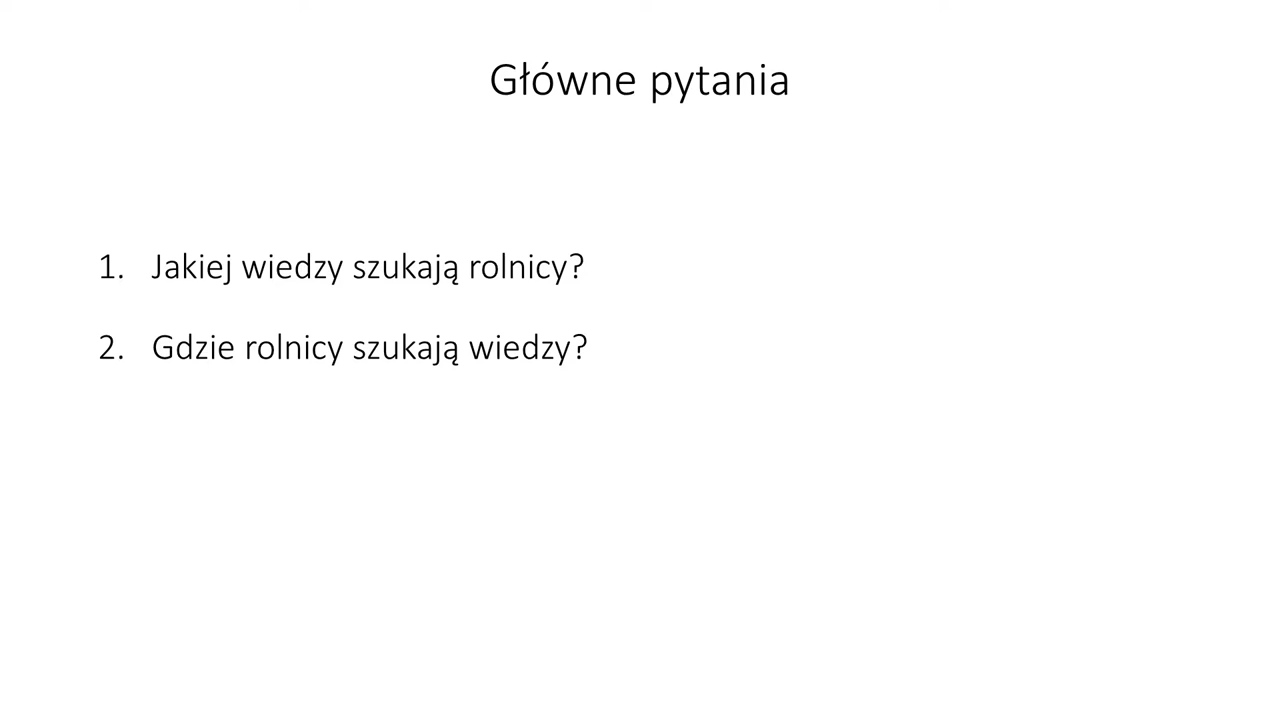 Główne pytania
1. Jakiej wiedzy szukają rolnicy?
2. Gdzie rolnicy szukają wiedzy?